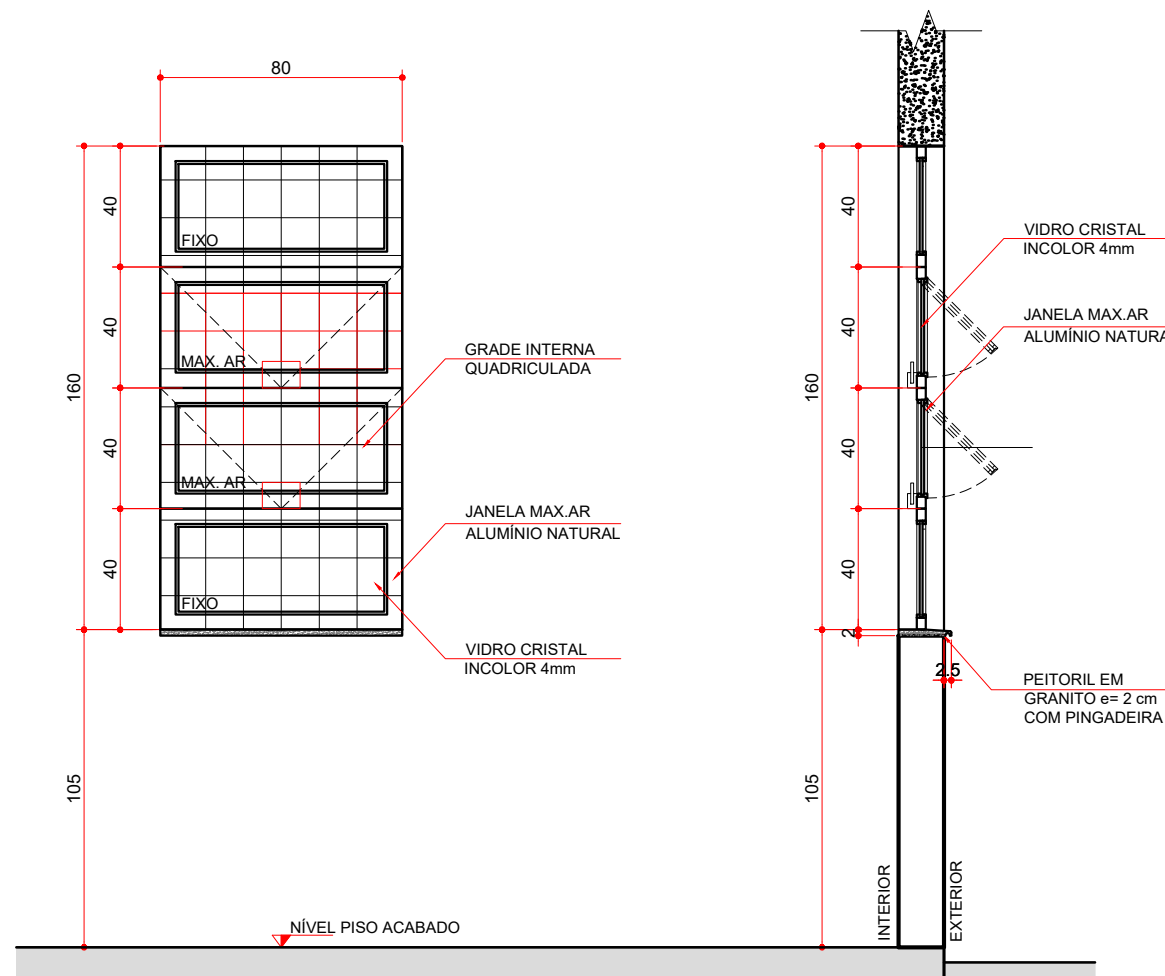 80
40
FIXO
40
MAX. AR
160
40
MAX. AR
40
FIXO
105
GRADE INTERNA
QUADRICULADA
JANELA MAX.AR
ALUMÍNIO NATURAL
VIDRO CRISTAL
INCOLOR 4mm
NÍVEL PISO ACABADO
40
40
160
40
40
2
105
VIDRO CRISTAL
INCOLOR 4mm
JANELA MAX.AR
ALUMÍNIO NATURA
2.5
PEITORIL EM
GRANITO e= 2 cm
COM PINGADEIRA
INTERIOR
EXTERIOR